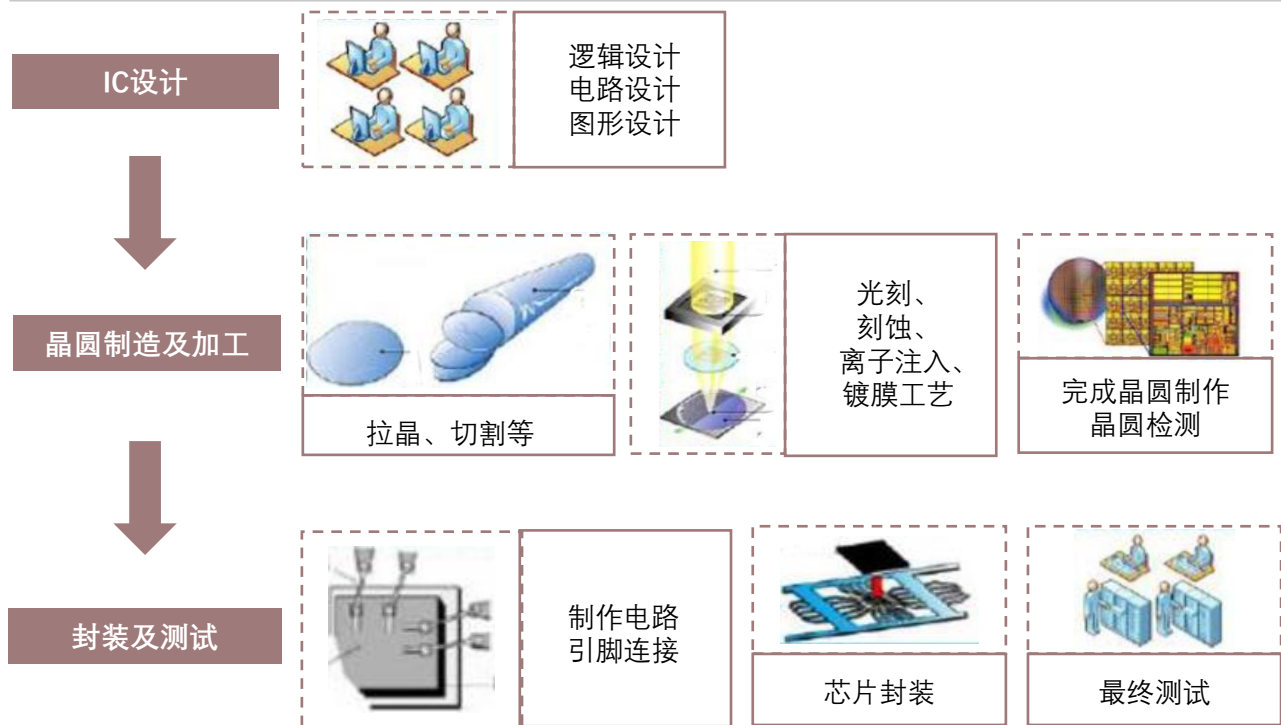 IC设计
逻辑设计
电路设计
图形设计
晶圆制造及加工
拉晶、切割等
光刻、
刻蚀、
离子注入、
镀膜工艺
完成晶圆制作
晶圆检测
封装及测试
制作电路
引脚连接
芯片封装
最终测试